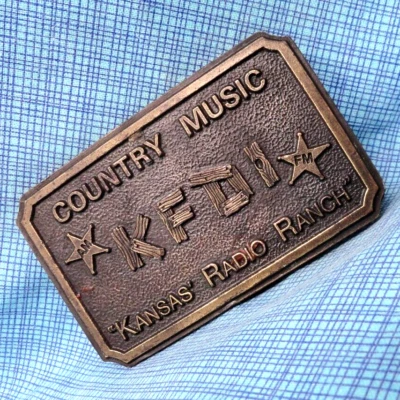 COUNTRY MUSIC
AM KFDI FM
"KANSAS' RADIO RANCH"